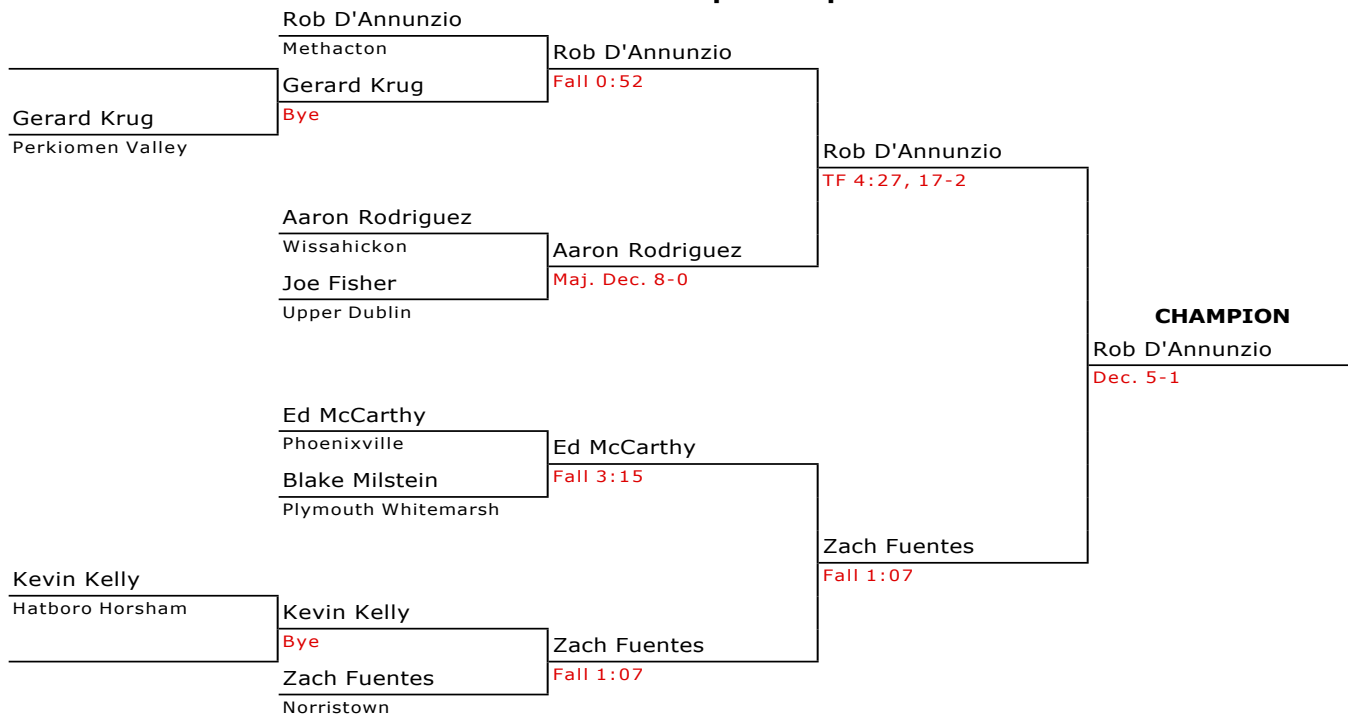 Rob D'Annunzio
Methacton
Rob D'Annunzio
Fall 0:52
Gerard Krug
Bye
Gerard Krug
Perkiomen Valley
Rob D'Annunzio
TF 4:27, 17-2
Aaron Rodriguez
Wissahickon
Aaron Rodriguez
Maj. Dec. 8-0
Joe Fisher
Upper Dublin
CHAMPION
Rob D'Annunzio
Dec. 5-1
Ed McCarthy
Phoenixville
Ed McCarthy
Fall 3:15
Blake Milstein
Plymouth Whitemarsh
Zach Fuentes
Fall 1:07
Kevin Kelly
Hatboro Horsham
Kevin Kelly
Bye
Zach Fuentes
Fall 1:07
Zach Fuentes
Norristown